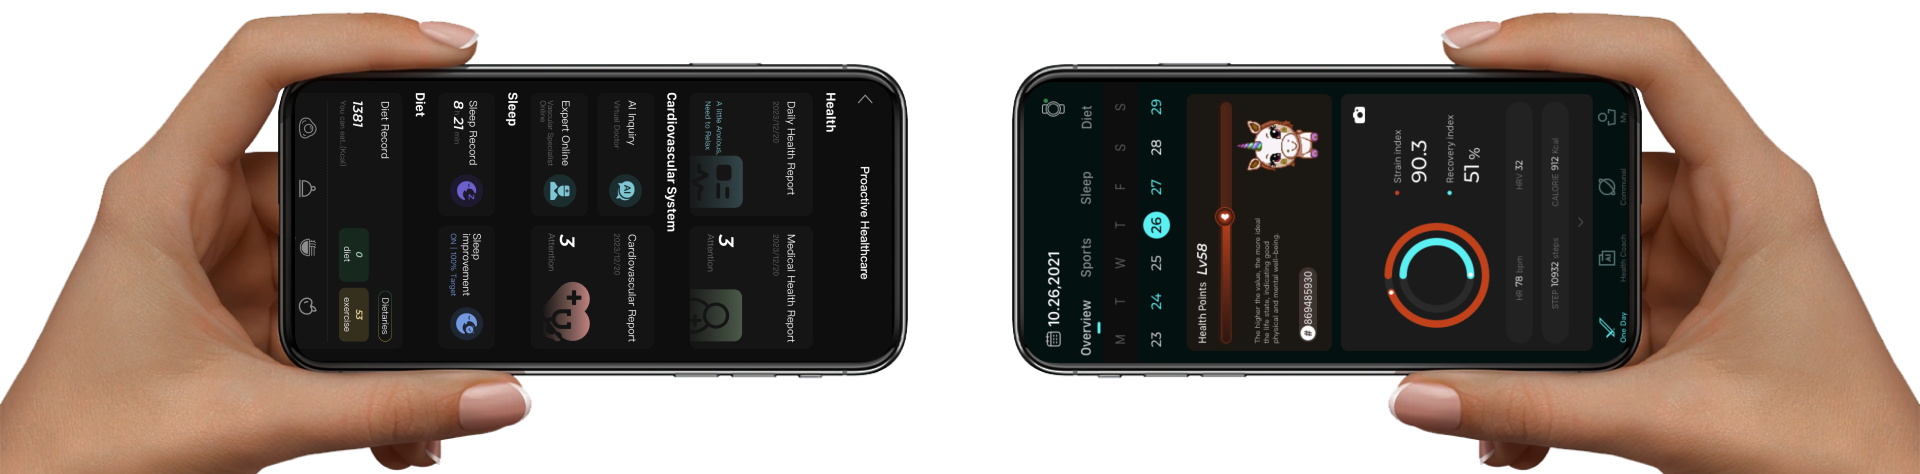 Proactive Healthcare
Health
Daily Health Report
2023/12/20
A little Anxious,
Need to Relax
Medical Health Report
2023/12/20
3
Attention
Cardiovascular System
AI Inquiry
Virtual Doctor
AI
Expert Online
Vascular Specialist
Online
Cardiovascular Report
2023/12/20
3
Attention
Sleep
Sleep Record
8h 21 min
Z
Sleep
improvement
ON | 100% Target
Diet
Diet Record
1381
You can eat. (Kcal)
Dietaries
0
diet
53
exercise
10.26,2021
Overview Sports Sleep Diet
M T W T F S S
23 24 25 26 27 28 29
Health Points Lv58
The higher the value, the more ideal
the life state, indicating good
physical and mental well-being.
# 869485930
Strain index
90.3
Recovery index
51 %
HR 78 bpm
HRV 32
STEP 10932 steps
CALORIE 912 Kcal
One Day
AI
Health Coach
Communal
My